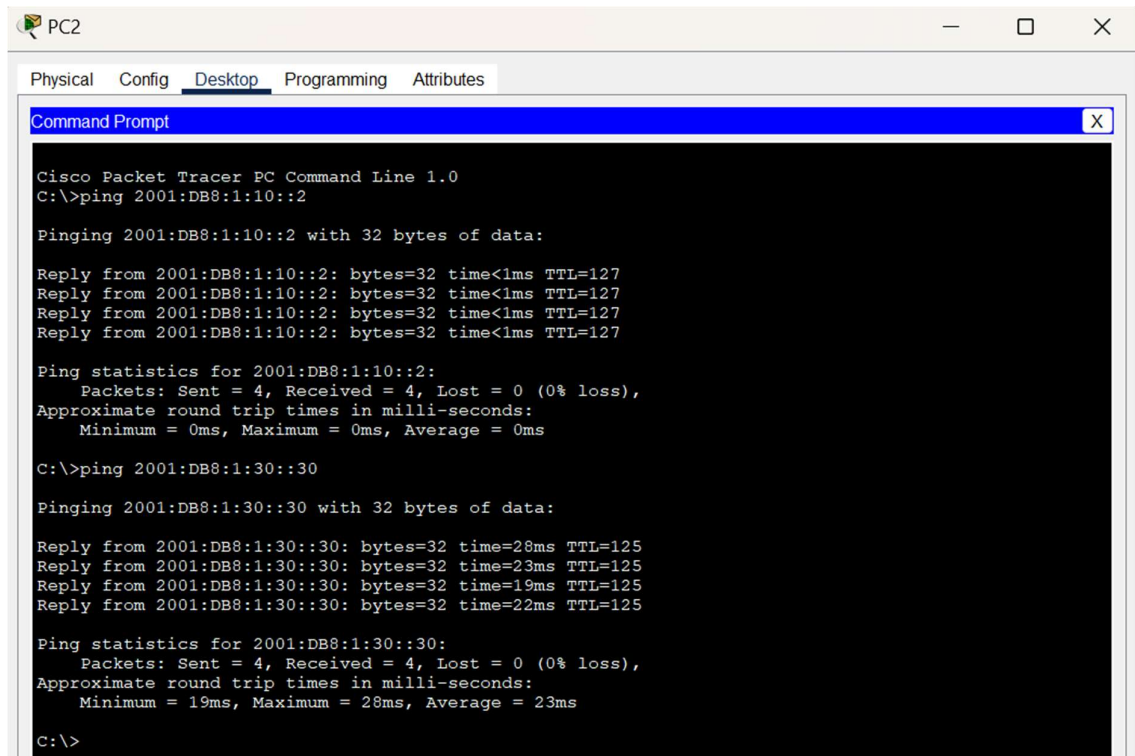 PC2
Physical Config Desktop Programming Attributes
Command Prompt X
Cisco Packet Tracer PC Command Line 1.0
C:\>ping 2001:DB8:1:10::2
Pinging 2001:DB8:1:10::2 with 32 bytes of data:
Reply from 2001:DB8:1:10::2: bytes=32 time<1ms TTL=127
Reply from 2001:DB8:1:10::2: bytes=32 time<1ms TTL=127
Reply from 2001:DB8:1:10::2: bytes=32 time<1ms TTL=127
Reply from 2001:DB8:1:10::2: bytes=32 time<1ms TTL=127
Ping statistics for 2001:DB8:1:10::2:
Packets: Sent = 4, Received = 4, Lost = 0 (0% loss),
Approximate round trip times in milli-seconds:
Minimum = 0ms, Maximum = 0ms, Average = 0ms
C:\>ping 2001:DB8:1:30::30
Pinging 2001:DB8:1:30::30 with 32 bytes of data:
Reply from 2001:DB8:1:30::30: bytes=32 time=28ms TTL=125
Reply from 2001:DB8:1:30::30: bytes=32 time=23ms TTL=125
Reply from 2001:DB8:1:30::30: bytes=32 time=19ms TTL=125
Reply from 2001:DB8:1:30::30: bytes=32 time=22ms TTL=125
Ping statistics for 2001:DB8:1:30::30:
Packets: Sent = 4, Received = 4, Lost = 0 (0% loss),
Approximate round trip times in milli-seconds:
Minimum = 19ms, Maximum = 28ms, Average = 23ms
C:\>